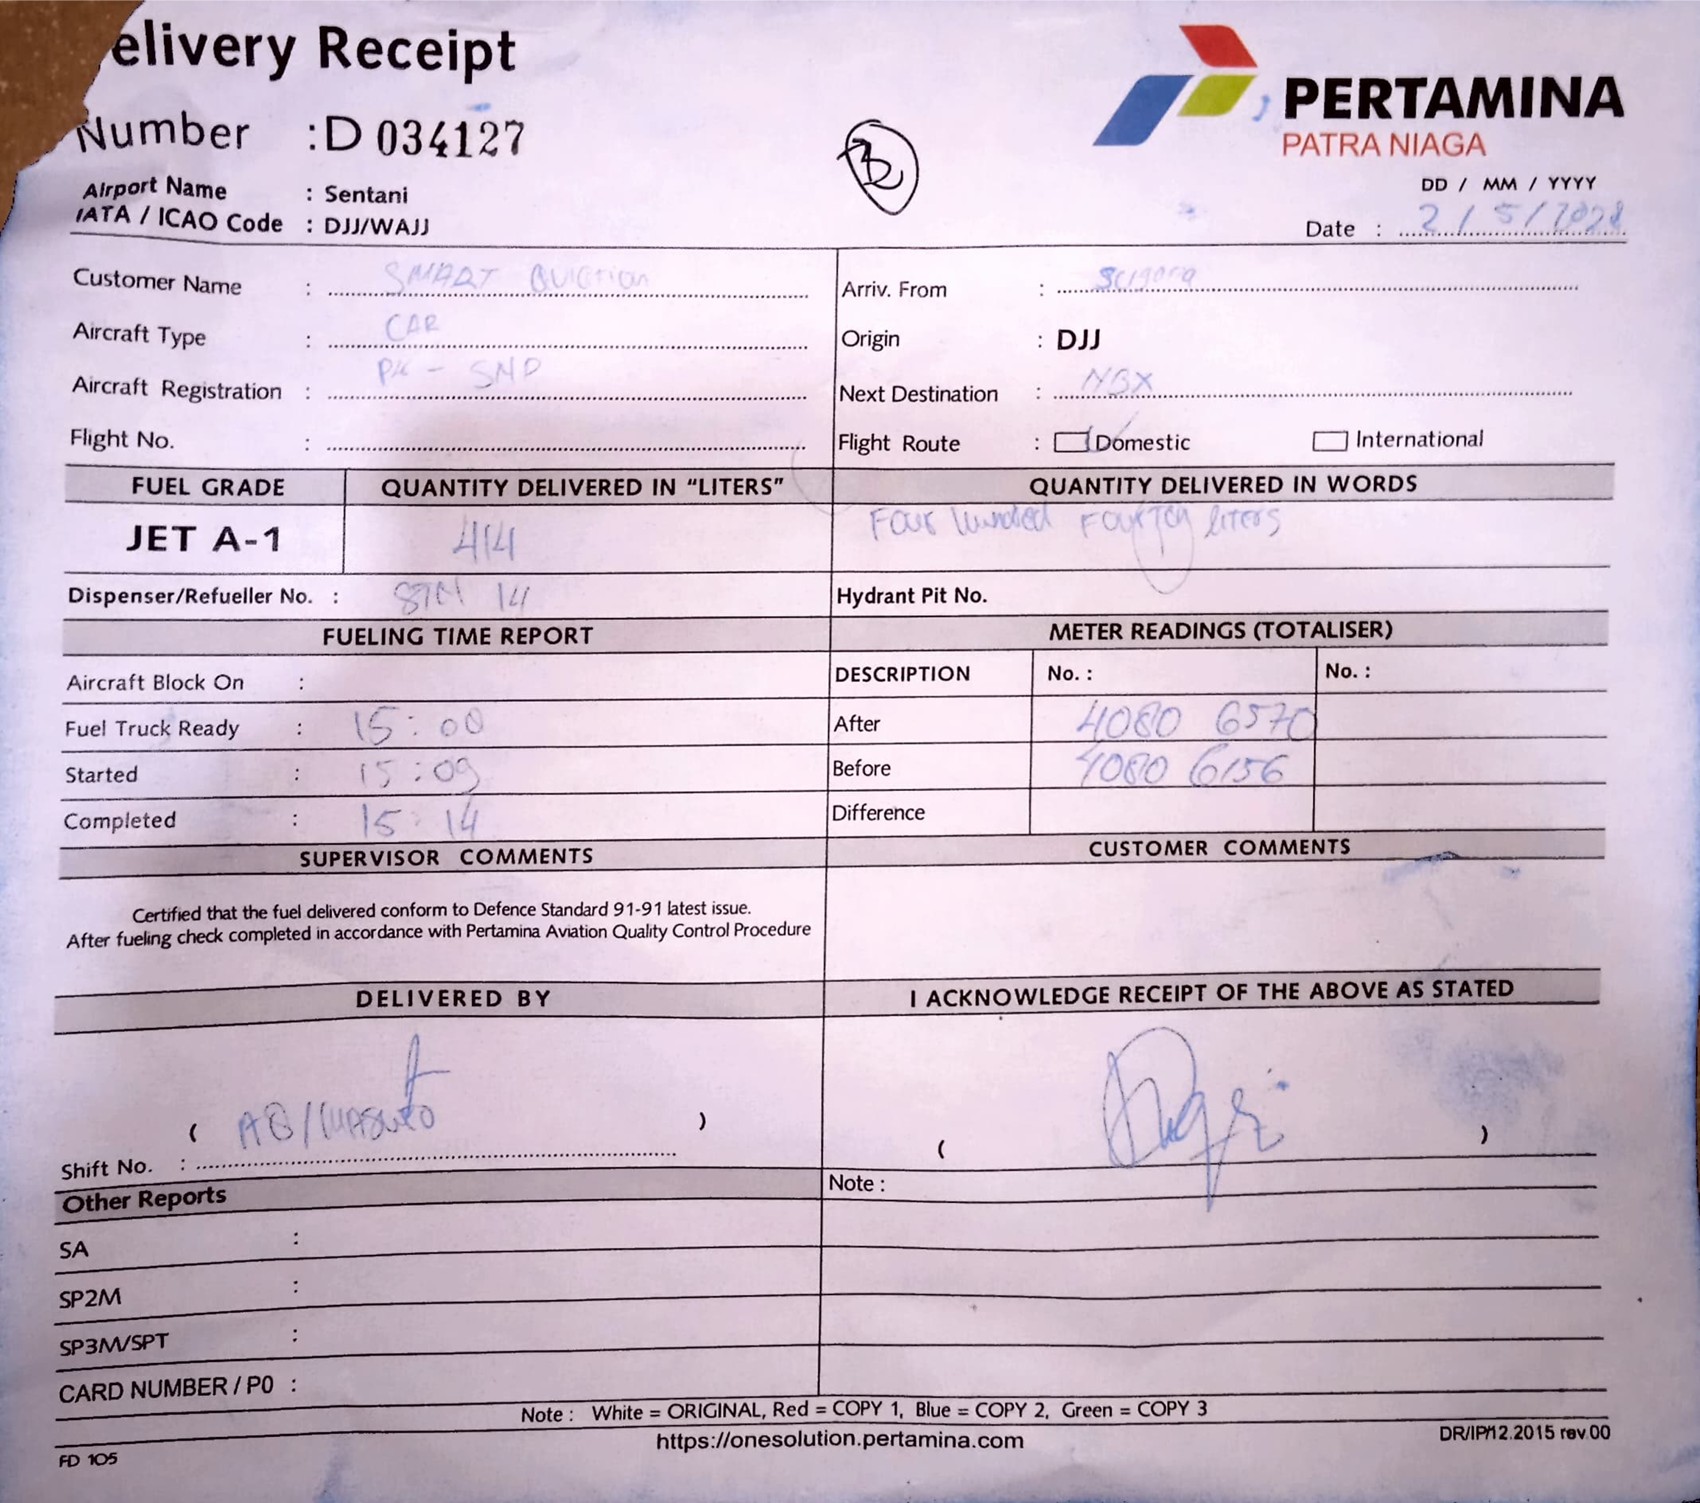 elivery Receipt
PERTAMINA
PATRA NIAGA
Number : D 034127
Airport Name : Sentani
IATA / ICAO Code : DJJ/WAJJ
DD / MM / YYYY
Date : 2 / 5 /
Customer Name : SMART
Arriv. From :
Aircraft Type : CAR
Origin : DJJ
Aircraft Registration : PK - SNP
Next Destination : NBX
Flight No. :
Flight Route : Domestic International
FUEL GRADE QUANTITY DELIVERED IN "LITERS" QUANTITY DELIVERED IN WORDS
JET A-1 414 Four hunded Fourten liters
Dispenser/Refueller No. : 14 Hydrant Pit No.
FUELING TIME REPORT METER READINGS (TOTALISER)
Aircraft Block On : DESCRIPTION No. : No. :
Fuel Truck Ready : 15 : 00 After 4080 6570
Started : 15 : 09 Before 4080 6156
Completed : 15 : 14 Difference
SUPERVISOR COMMENTS CUSTOMER COMMENTS
Certified that the fuel delivered conform to Defence Standard 91-91 latest issue.
After fueling check completed in accordance with Pertamina Aviation Quality Control Procedure
DELIVERED BY I ACKNOWLEDGE RECEIPT OF THE ABOVE AS STATED
( ) ( )
Shift No. :
Other Reports Note :
SA :
SP2M :
SP3M/SPT :
CARD NUMBER / P0 :
Note : White = ORIGINAL, Red = COPY 1, Blue = COPY 2, Green = COPY 3
https://onesolution.pertamina.com
FD 105 DR/IP/12.2015 rev.00